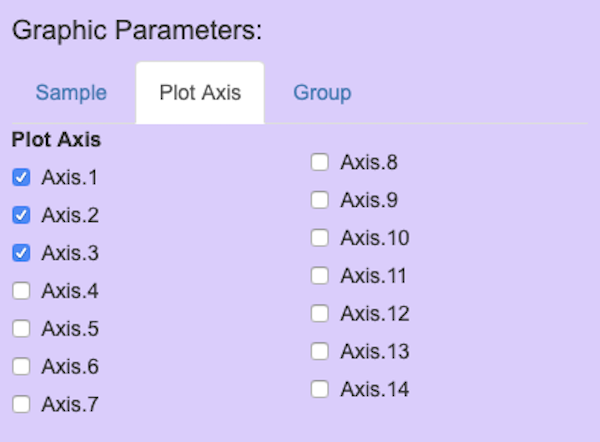 Graphic Parameters:
Sample Plot Axis Group
Plot Axis
Axis.1
Axis.2
Axis.3
Axis.4
Axis.5
Axis.6
Axis.7
Axis.8
Axis.9
Axis.10
Axis.11
Axis.12
Axis.13
Axis.14